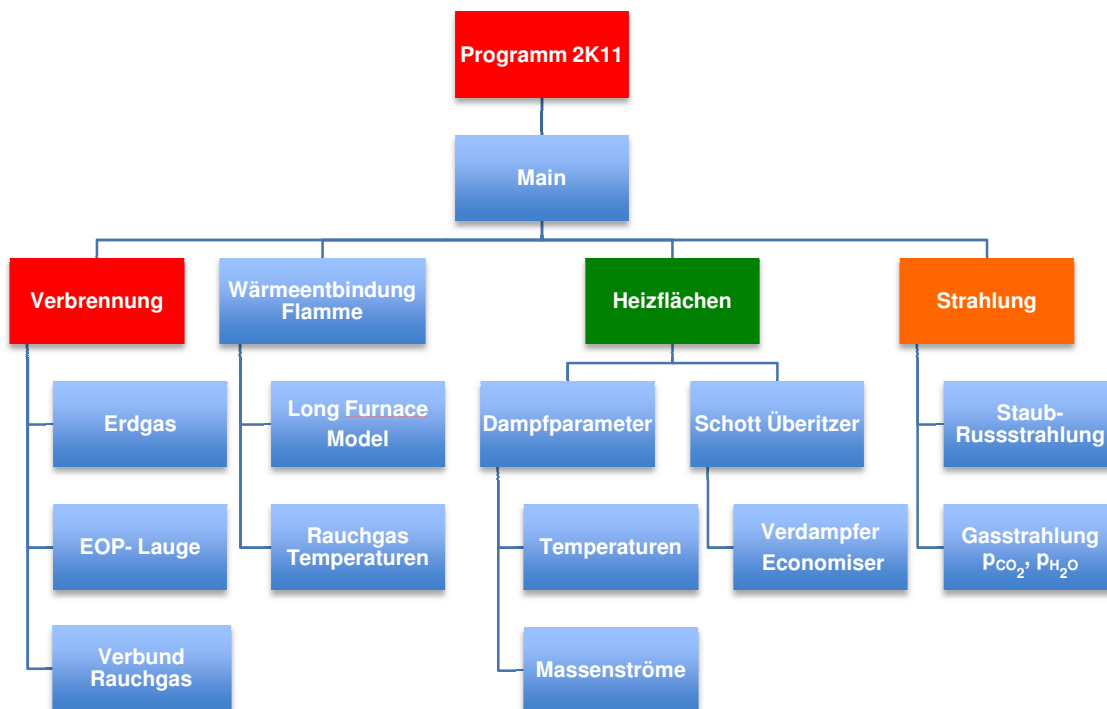 Programm 2K11
Main
Verbrennung
Wärmeentbindung
Flamme
Heizflächen
Strahlung
Erdgas
Long Furnace
Model
Dampfparameter
Schott Überitzer
Staub-
Russstrahlung
EOP- Lauge
Rauchgas
Temperaturen
Temperaturen
Verdampfer
Economiser
Gasstrahlung
pCO₂, pH₂O
Verbund
Rauchgas
Massenströme